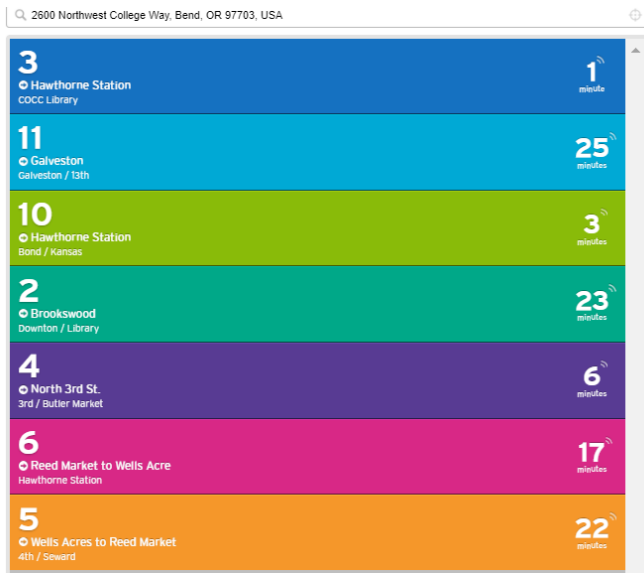 2600 Northwest College Way, Bend, OR 97703, USA
3
Hawthorne Station
COCC Library
1
minute
11
Galveston
Galveston / 13th
25
minutes
10
Hawthorne Station
Bond / Kansas
3
minutes
2
Brookswood
Downton / Library
23
minutes
4
North 3rd St.
3rd / Butler Market
6
minutes
6
Reed Market to Wells Acre
Hawthorne Station
17
minutes
5
Wells Acres to Reed Market
4th / Seward
22
minutes